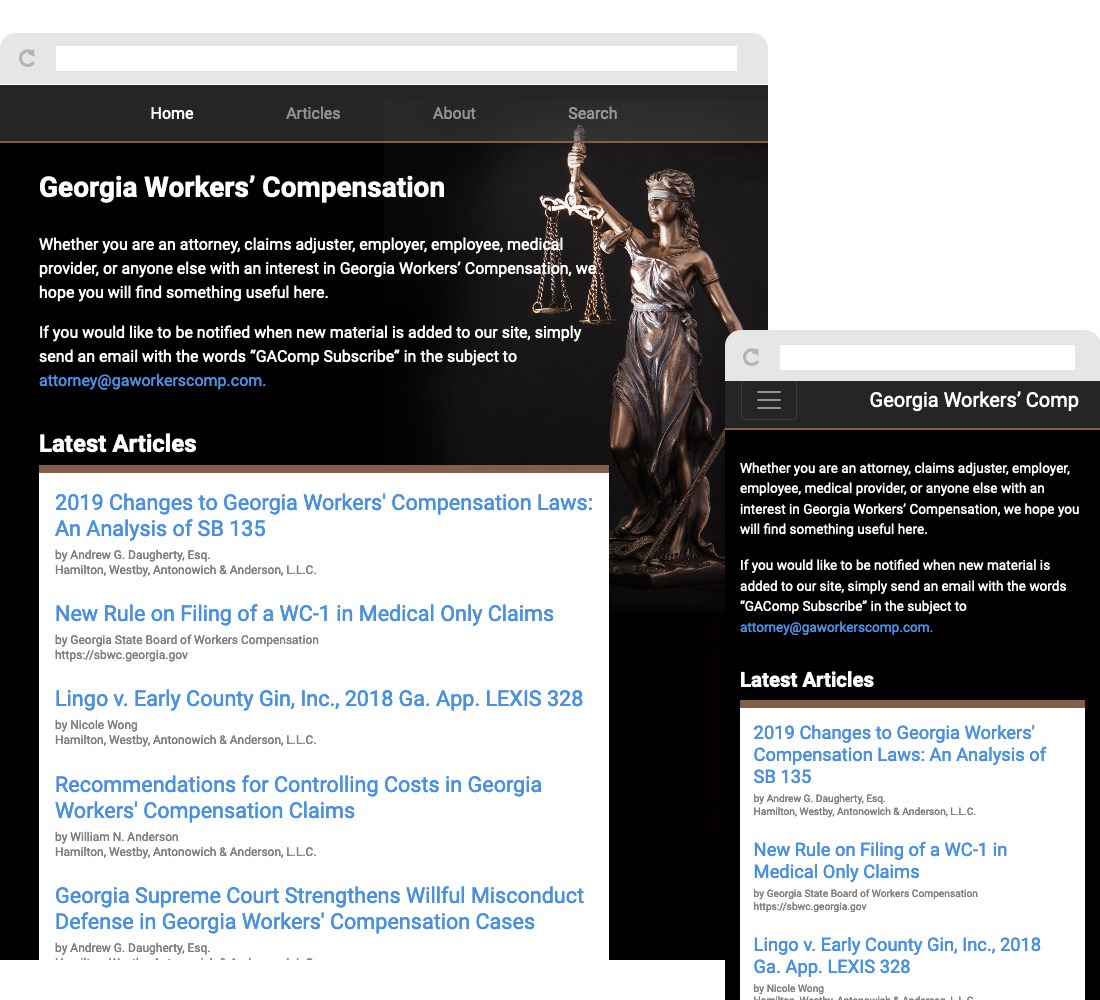 Home Articles About Search
Georgia Workers’ Compensation
Whether you are an attorney, claims adjuster, employer, employee, medical
provider, or anyone else with an interest in Georgia Workers’ Compensation, we
hope you will find something useful here.
If you would like to be notified when new material is added to our site, simply
send an email with the words “GAComp Subscribe” in the subject to
attorney@gaworkerscomp.com.
Latest Articles
2019 Changes to Georgia Workers' Compensation Laws:
An Analysis of SB 135
by Andrew G. Daugherty, Esq.
Hamilton, Westby, Antonowich & Anderson, L.L.C.
New Rule on Filing of a WC-1 in Medical Only Claims
by Georgia State Board of Workers Compensation
https://sbwc.georgia.gov
Lingo v. Early County Gin, Inc., 2018 Ga. App. LEXIS 328
by Nicole Wong
Hamilton, Westby, Antonowich & Anderson, L.L.C.
Recommendations for Controlling Costs in Georgia
Workers' Compensation Claims
by William N. Anderson
Hamilton, Westby, Antonowich & Anderson, L.L.C.
Georgia Supreme Court Strengthens Willful Misconduct
Defense in Georgia Workers' Compensation Cases
by Andrew G. Daugherty, Esq.
Georgia Workers’ Comp
Whether you are an attorney, claims adjuster, employer,
employee, medical provider, or anyone else with an
interest in Georgia Workers’ Compensation, we hope you
will find something useful here.
If you would like to be notified when new material is
added to our site, simply send an email with the words
“GAComp Subscribe” in the subject to
attorney@gaworkerscomp.com.
Latest Articles
2019 Changes to Georgia Workers'
Compensation Laws: An Analysis of
SB 135
by Andrew G. Daugherty, Esq.
Hamilton, Westby, Antonowich & Anderson, L.L.C.
New Rule on Filing of a WC-1 in
Medical Only Claims
by Georgia State Board of Workers Compensation
https://sbwc.georgia.gov
Lingo v. Early County Gin, Inc., 2018
Ga. App. LEXIS 328
by Nicole Wong